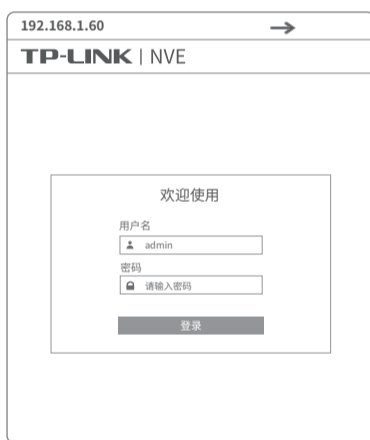 192.168.1.60
TP-LINK | NVE
欢迎使用
用户名
admin
密码
请输入密码
登录